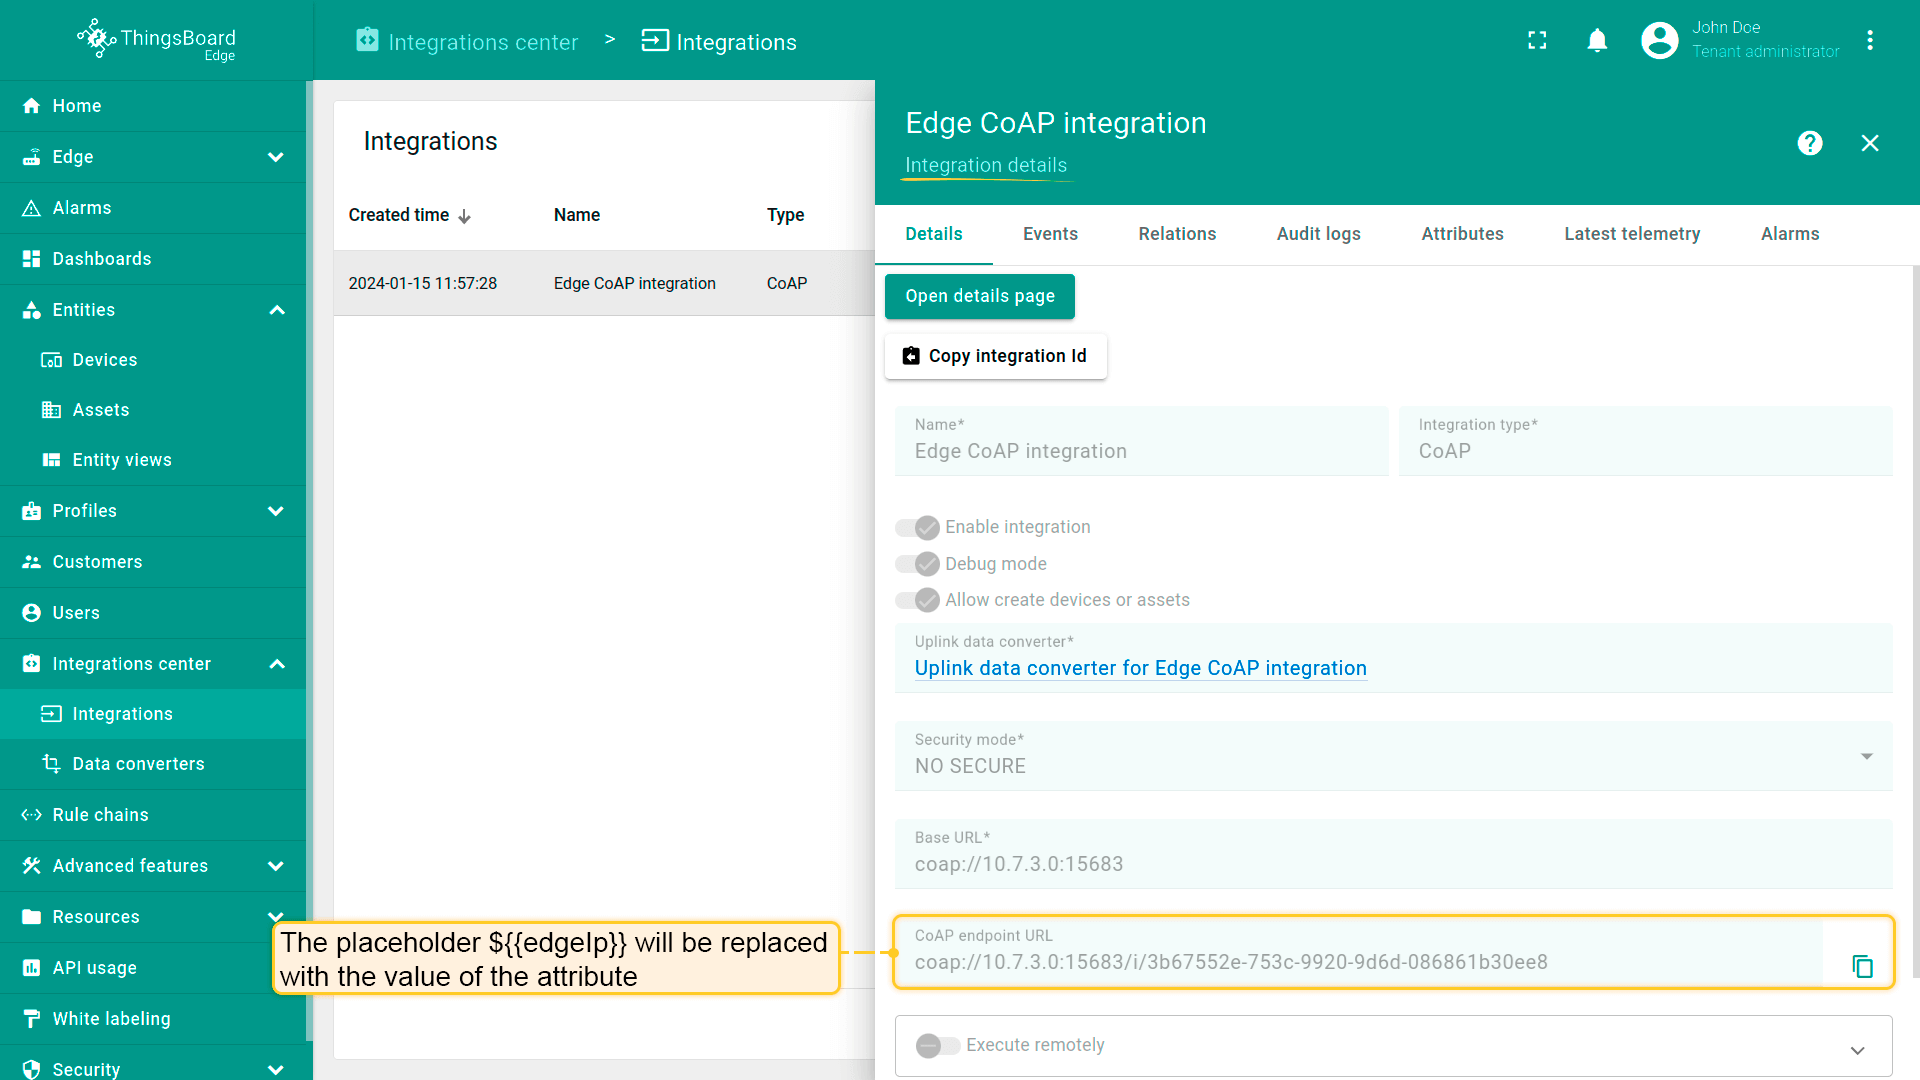 ThingsBoard
Edge
Integrations center > Integrations
John Doe
Tenant administrator
Home
Edge
Alarms
Dashboards
Entities
Devices
Assets
Entity views
Profiles
Customers
Users
Integrations center
Integrations
Data converters
Rule chains
Advanced features
Resources
API usage
White labeling
Security
Integrations
Created time Name Type
2024-01-15 11:57:28 Edge CoAP integration CoAP
The placeholder ${{edgeIp}} will be replaced
with the value of the attribute
Edge CoAP integration
Integration details
Details Events Relations Audit logs Attributes Latest telemetry Alarms
Open details page
Copy integration Id
Name* Integration type*
Edge CoAP integration CoAP
Enable integration
Debug mode
Allow create devices or assets
Uplink data converter*
Uplink data converter for Edge CoAP integration
Security mode*
NO SECURE
Base URL*
coap://10.7.3.0:15683
CoAP endpoint URL
coap://10.7.3.0:15683/i/3b67552e-753c-9920-9d6d-086861b30ee8
Execute remotely